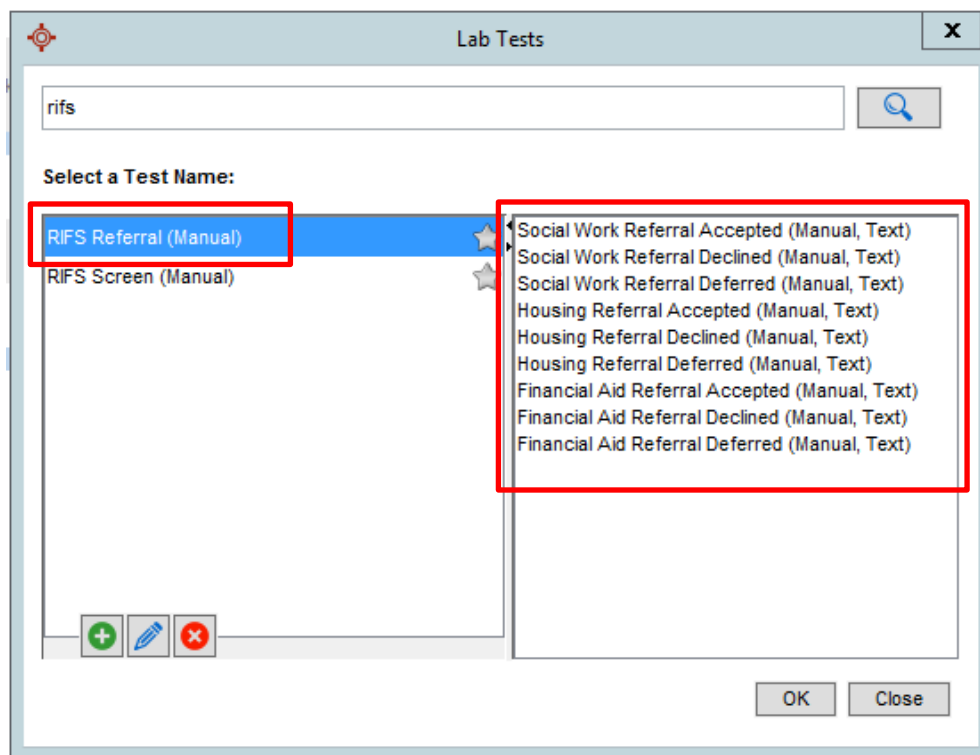 Lab Tests
X
rifs
Select a Test Name:
RIFS Referral (Manual)
RIFS Screen (Manual)
Social Work Referral Accepted (Manual, Text)
Social Work Referral Declined (Manual, Text)
Social Work Referral Deferred (Manual, Text)
Housing Referral Accepted (Manual, Text)
Housing Referral Declined (Manual, Text)
Housing Referral Deferred (Manual, Text)
Financial Aid Referral Accepted (Manual, Text)
Financial Aid Referral Declined (Manual, Text)
Financial Aid Referral Deferred (Manual, Text)
OK
Close